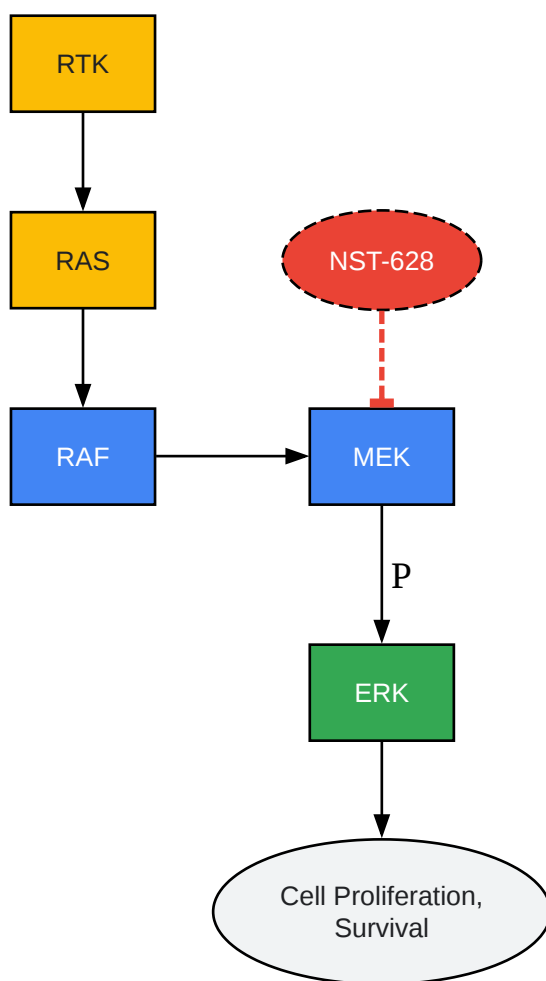 RTK
RAS
NST-628
RAF
MEK
P
ERK
Cell Proliferation,
Survival